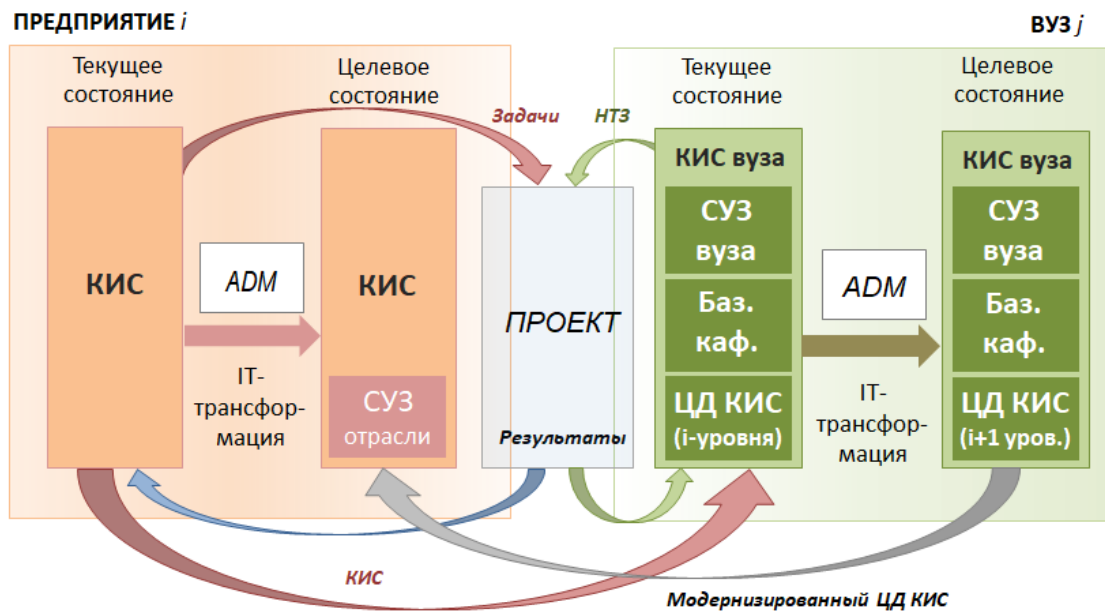 ПРЕДПРИЯТИЕ i
ВУЗ j
Текущее
состояние
Целевое
состояние
Текущее
состояние
Целевое
состояние
Задачи
НТЗ
КИС
ADM
IT-
трансфор-
мация
КИС
СУЗ
отрасли
ПРОЕКТ
Результаты
КИС вуза
СУЗ
вуза
Баз.
каф.
ЦД КИС
(i-уровня)
ADM
IT-
трансфор-
мация
КИС вуза
СУЗ
вуза
Баз.
каф.
ЦД КИС
(i+1 уров.)
КИС
Модернизированный ЦД КИС